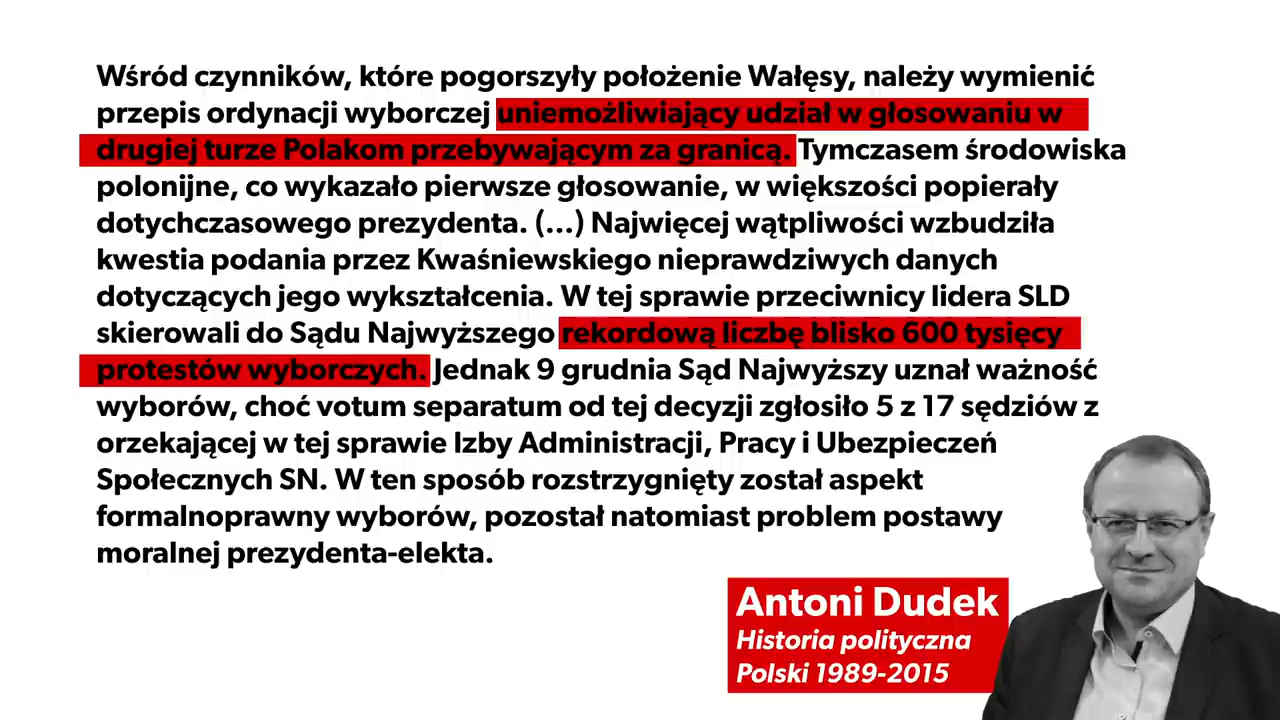 Wśród czynników, które pogorszyły położenie Wałęsy, należy wymienić
przepis ordynacji wyborczej uniemożliwiający udział w głosowaniu w
drugiej turze Polakom przebywającym za granicą. Tymczasem środowiska
polonijne, co wykazało pierwsze głosowanie, w większości popierały
dotychczasowego prezydenta. (...) Najwięcej wątpliwości wzbudziła
kwestia podania przez Kwaśniewskiego nieprawdziwych danych
dotyczących jego wykształcenia. W tej sprawie przeciwnicy lidera SLD
skierowali do Sądu Najwyższego rekordową liczbę blisko 600 tysięcy
protestów wyborczych. Jednak 9 grudnia Sąd Najwyższy uznał ważność
wyborów, choć votum separatum od tej decyzji zgłosiło 5 z 17 sędziów z
orzekającej w tej sprawie Izby Administracji, Pracy i Ubezpieczeń
Społecznych SN. W ten sposób rozstrzygnięty został aspekt
formalnoprawny wyborów, pozostał natomiast problem postawy
moralnej prezydenta-elekta.
Antoni Dudek
Historia polityczna
Polski 1989-2015